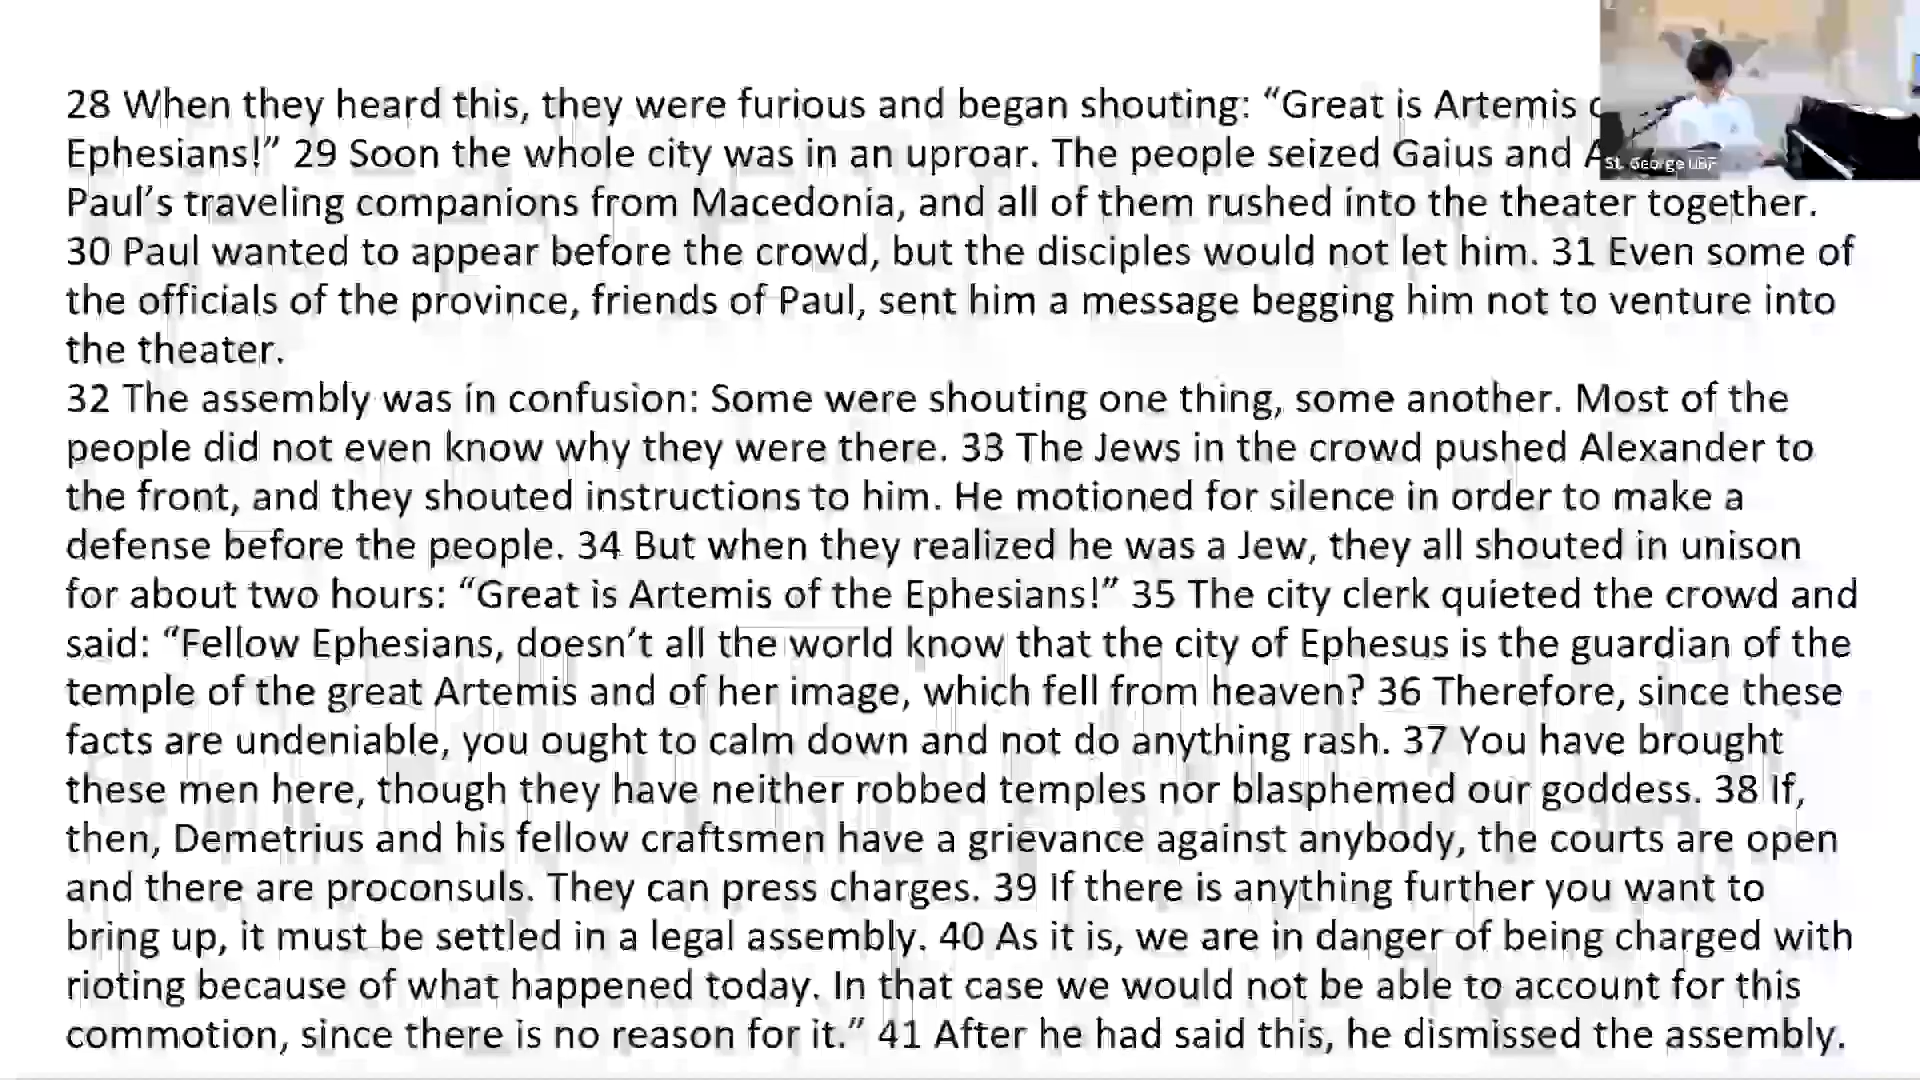 28 When they heard this, they were furious and began shouting: “Great is Artemis
Ephesians!” 29 Soon the whole city was in an uproar. The people seized Gaius and
Paul’s traveling companions from Macedonia, and all of them rushed into the theater together.
30 Paul wanted to appear before the crowd, but the disciples would not let him. 31 Even some of
the officials of the province, friends of Paul, sent him a message begging him not to venture into
the theater.
32 The assembly was in confusion: Some were shouting one thing, some another. Most of the
people did not even know why they were there. 33 The Jews in the crowd pushed Alexander to
the front, and they shouted instructions to him. He motioned for silence in order to make a
defense before the people. 34 But when they realized he was a Jew, they all shouted in unison
for about two hours: “Great is Artemis of the Ephesians!” 35 The city clerk quieted the crowd and
said: “Fellow Ephesians, doesn’t all the world know that the city of Ephesus is the guardian of the
temple of the great Artemis and of her image, which fell from heaven? 36 Therefore, since these
facts are undeniable, you ought to calm down and not do anything rash. 37 You have brought
these men here, though they have neither robbed temples nor blasphemed our goddess. 38 If,
then, Demetrius and his fellow craftsmen have a grievance against anybody, the courts are open
and there are proconsuls. They can press charges. 39 If there is anything further you want to
bring up, it must be settled in a legal assembly. 40 As it is, we are in danger of being charged with
rioting because of what happened today. In that case we would not be able to account for this
commotion, since there is no reason for it.” 41 After he had said this, he dismissed the assembly.
St. George UBF